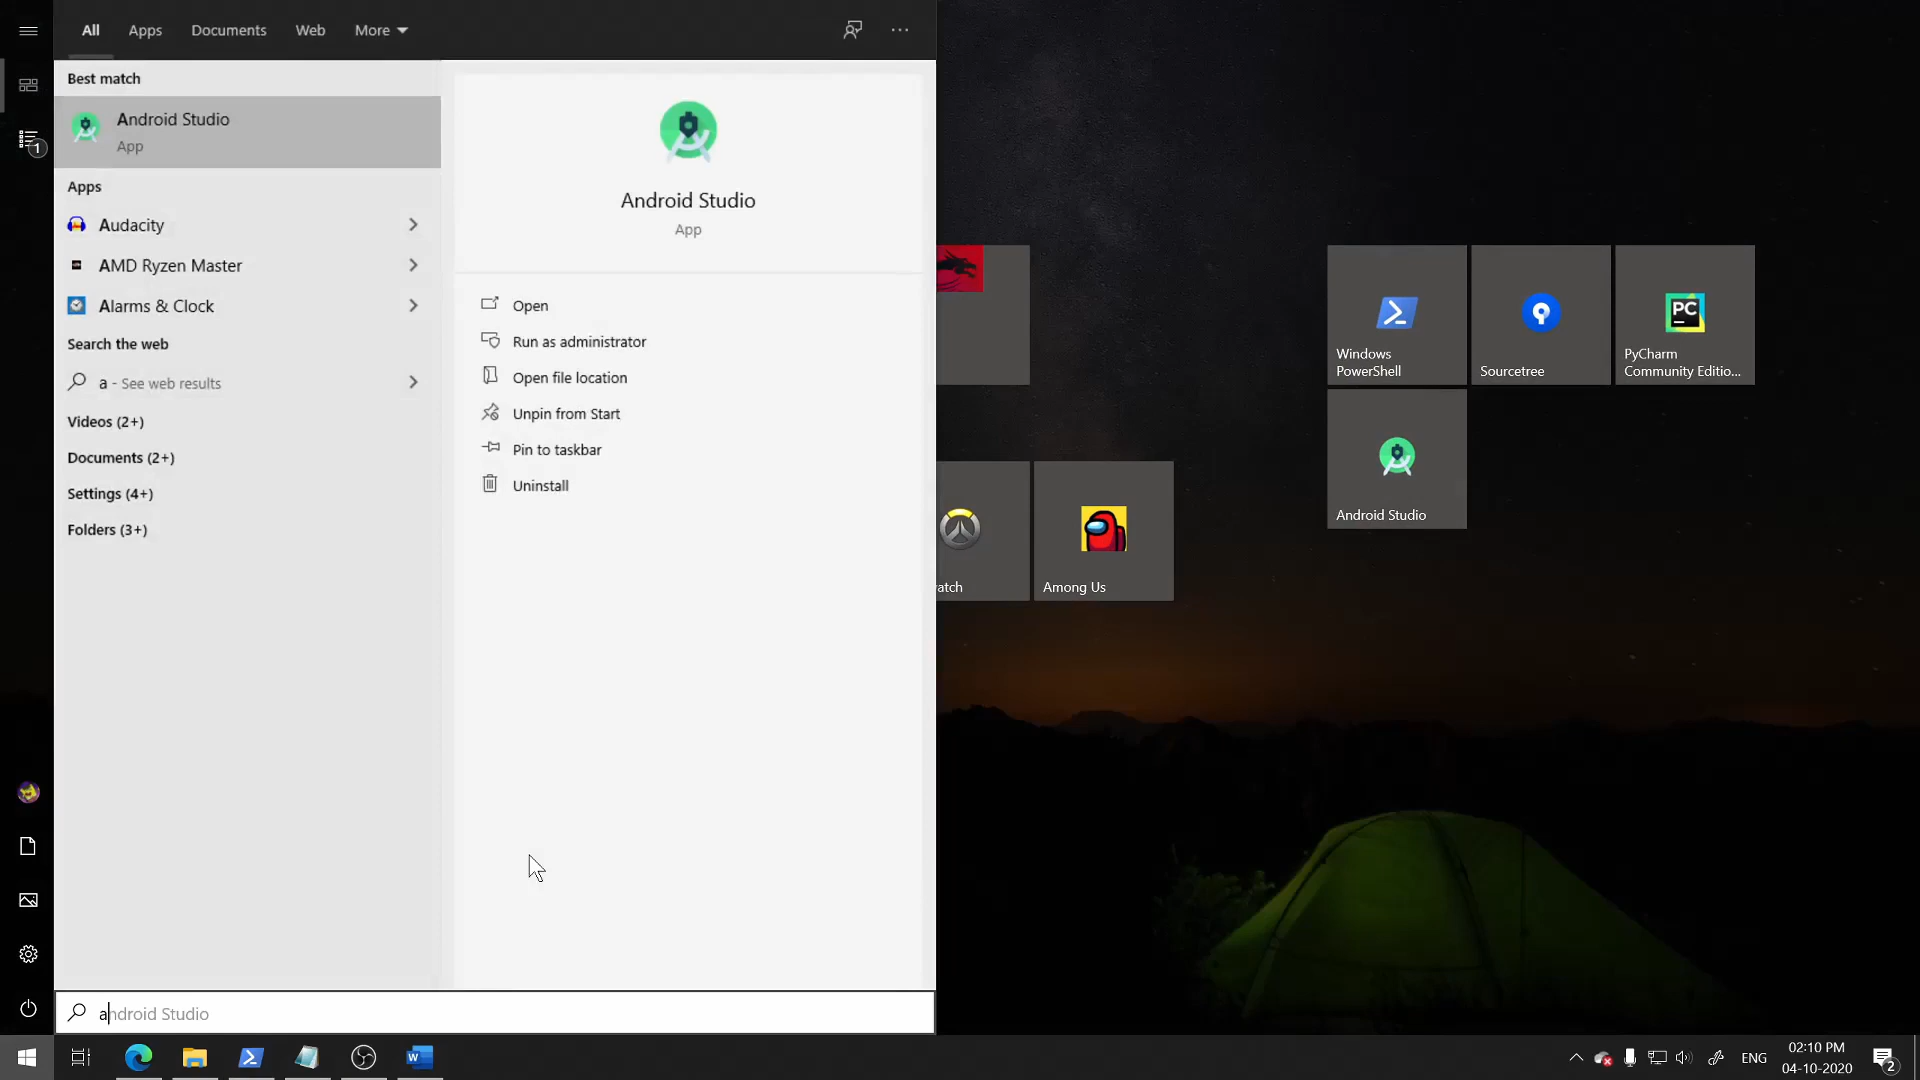 All
Apps
Documents
Web
More
Best match
Android Studio
App
Apps
Audacity
AMD Ryzen Master
Alarms & Clock
Search the web
a - See web results
Videos (2+)
Documents (2+)
Settings (4+)
Folders (3+)
Android Studio
App
Open
Run as administrator
Open file location
Unpin from Start
Pin to taskbar
Uninstall
1
Windows
PowerShell
Sourcetree
PC
PyCharm
Community Editio...
Android Studio
atch
Among Us
android Studio
W
ENG
02:10 PM
04-10-2020
2